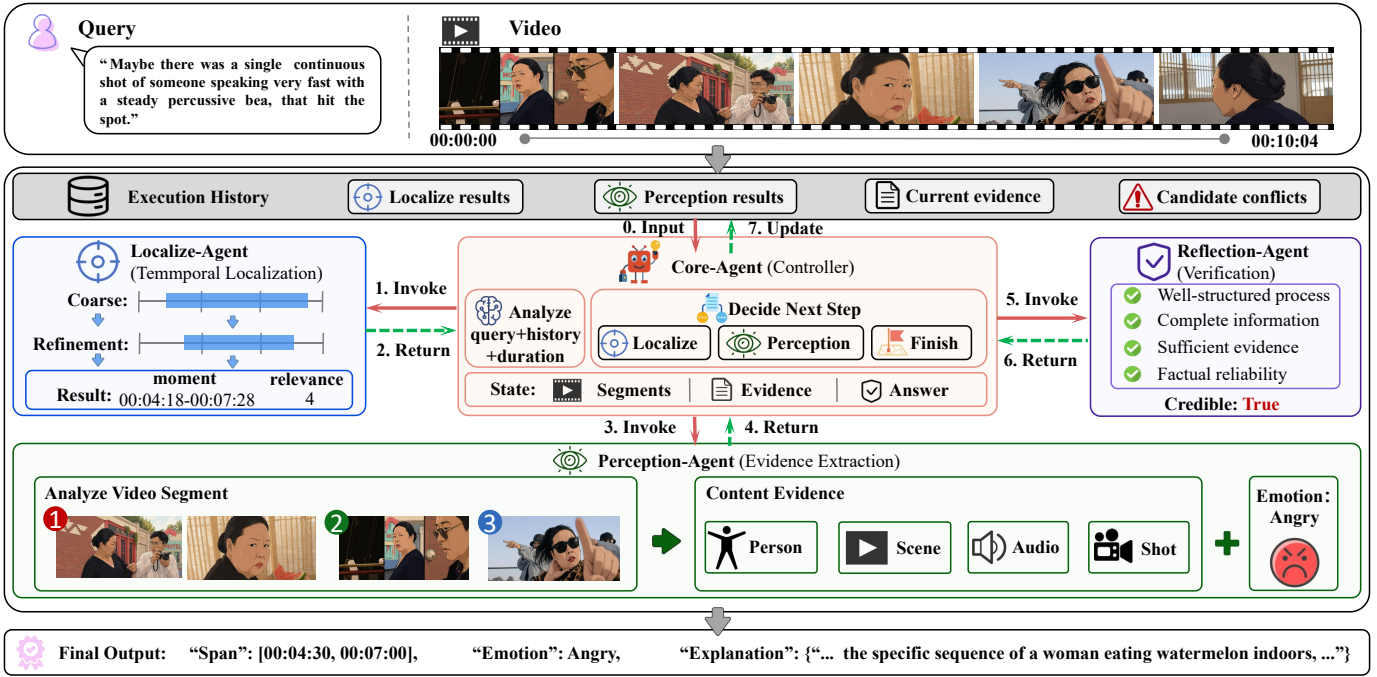 Query
Video
“Maybe there was a single continuous
shot of someone speaking very fast with
a steady percussive bea, that hit the
spot.”
00:00:00
00:10:04
Execution History
Localize results
Perception results
Current evidence
Candidate conflicts
0. Input
7. Update
Localize-Agent
(Temmporal Localization)
Coarse:
Refinement:
moment
relevance
Result:
00:04:18-00:07:28
4
1. Invoke
2. Return
Core-Agent (Controller)
Analyze
query+history
+duration
Decide Next Step
Localize
Perception
Finish
State:
Segments
Evidence
Answer
5. Invoke
6. Return
Reflection-Agent
(Verification)
Well-structured process
Complete information
Sufficient evidence
Factual reliability
Credible: True
3. Invoke
4. Return
Perception-Agent (Evidence Extraction)
Analyze Video Segment
1
2
3
Content Evidence
Person
Scene
Audio
Shot
Emotion:
Angry
Final Output: “Span”: [00:04:30, 00:07:00], “Emotion”: Angry, “Explanation”: {“... the specific sequence of a woman eating watermelon indoors, ...”}